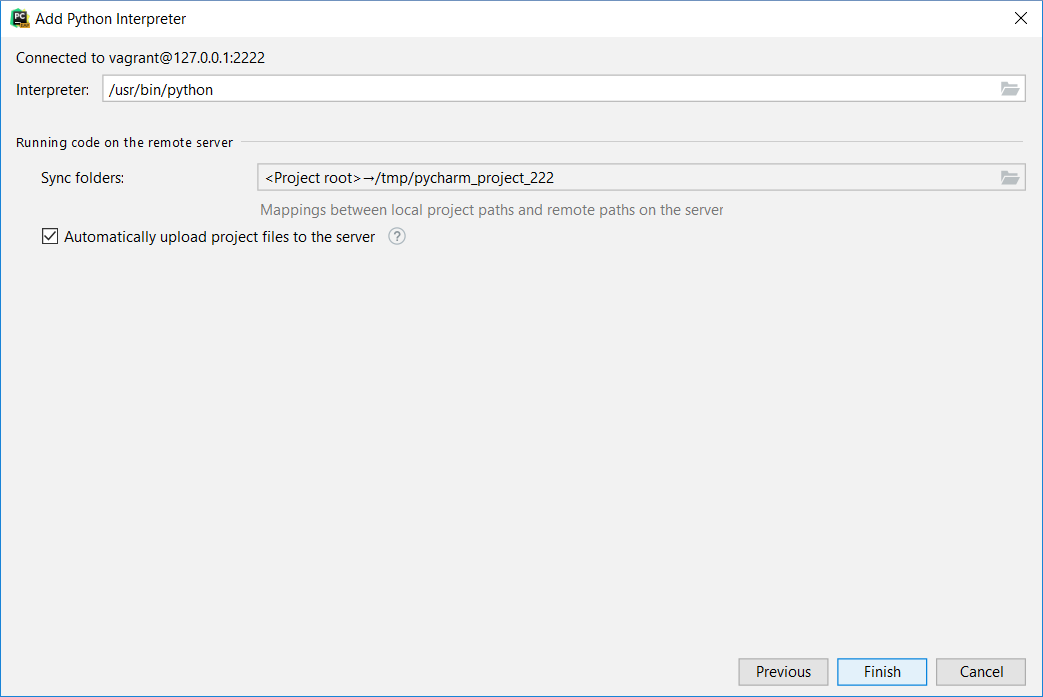 PC
Add Python Interpreter
Connected to vagrant@127.0.0.1:2222
Interpreter: /usr/bin/python
Running code on the remote server
Sync folders: <Project root>→/tmp/pycharm_project_222
Mappings between local project paths and remote paths on the server
Automatically upload project files to the server ?
Previous Finish Cancel